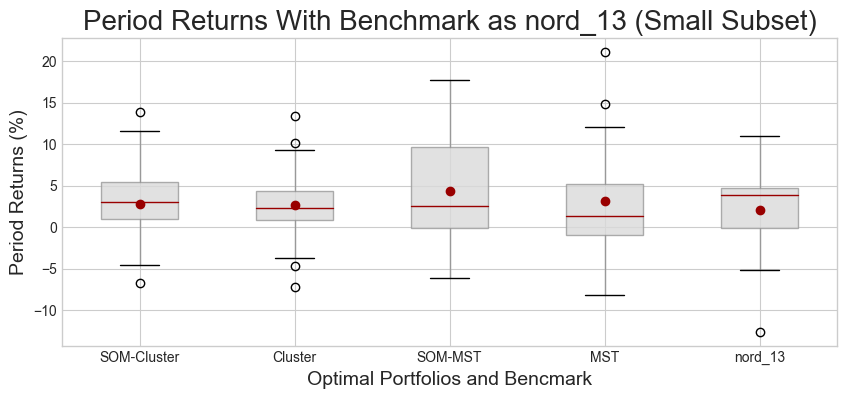 Period Returns With Benchmark as nord_13 (Small Subset)
Period Returns (%)
20
15
10
5
0
−5
−10
SOM-Cluster Cluster SOM-MST MST nord_13
Optimal Portfolios and Bencmark